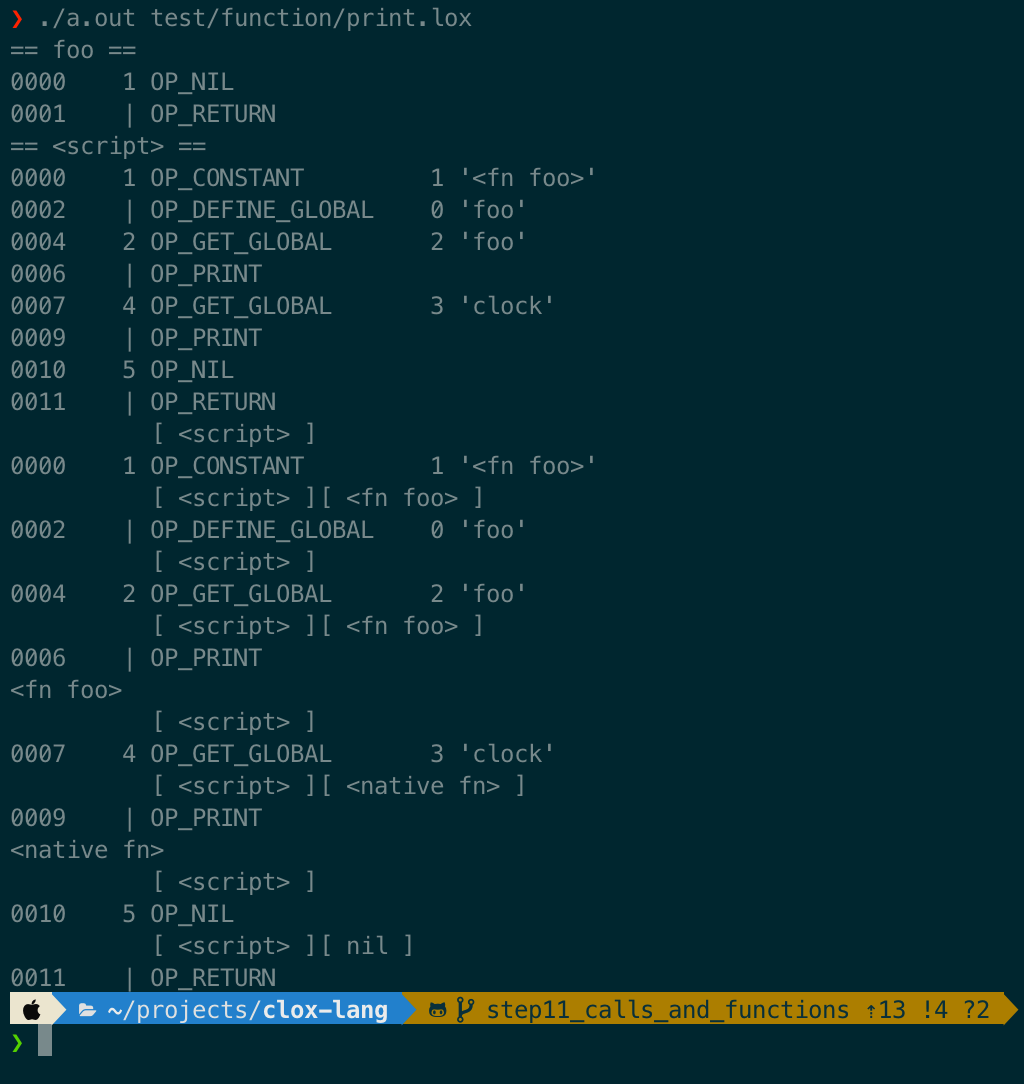 ❯ ./a.out test/function/print.lox
== foo ==
0000    1 OP_NIL
0001    | OP_RETURN
== <script> ==
0000    1 OP_CONSTANT         1 '<fn foo>'
0002    | OP_DEFINE_GLOBAL    0 'foo'
0004    2 OP_GET_GLOBAL       2 'foo'
0006    | OP_PRINT
0007    4 OP_GET_GLOBAL       3 'clock'
0009    | OP_PRINT
0010    5 OP_NIL
0011    | OP_RETURN
          [ <script> ]
0000    1 OP_CONSTANT         1 '<fn foo>'
          [ <script> ][ <fn foo> ]
0002    | OP_DEFINE_GLOBAL    0 'foo'
          [ <script> ]
0004    2 OP_GET_GLOBAL       2 'foo'
          [ <script> ][ <fn foo> ]
0006    | OP_PRINT
<fn foo>
          [ <script> ]
0007    4 OP_GET_GLOBAL       3 'clock'
          [ <script> ][ <native fn> ]
0009    | OP_PRINT
<native fn>
          [ <script> ]
0010    5 OP_NIL
          [ <script> ][ nil ]
0011    | OP_RETURN
~/projects/clox-lang step11_calls_and_functions ⇡13 !4 ?2
❯